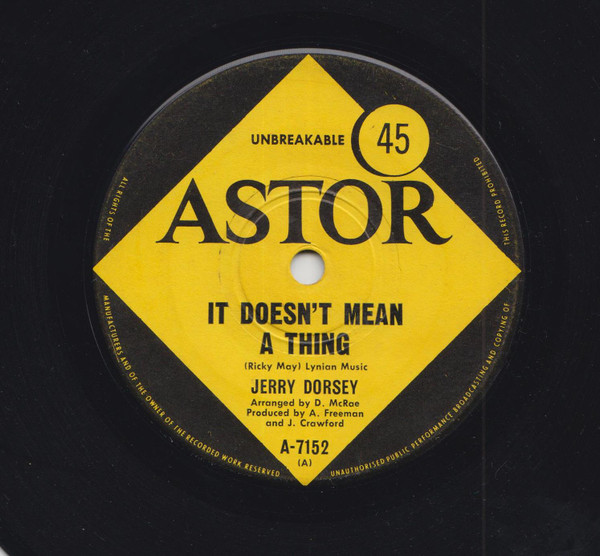 UNBREAKABLE 45
ASTOR
IT DOESN'T MEAN
A THING
(Ricky May) Lynian Music
JERRY DORSEY
Arranged by D. McRae
Produced by A. Freeman
and J. Crawford
A-7152
(A)
ALL RIGHTS OF THE
MANUFACTURERS AND OF THE OWNER OF THE RECORDED WORK RESERVED
UNAUTHORISED PUBLIC PERFORMANCE BROADCASTING AND COPYING OF
THIS RECORD PROHIBITED